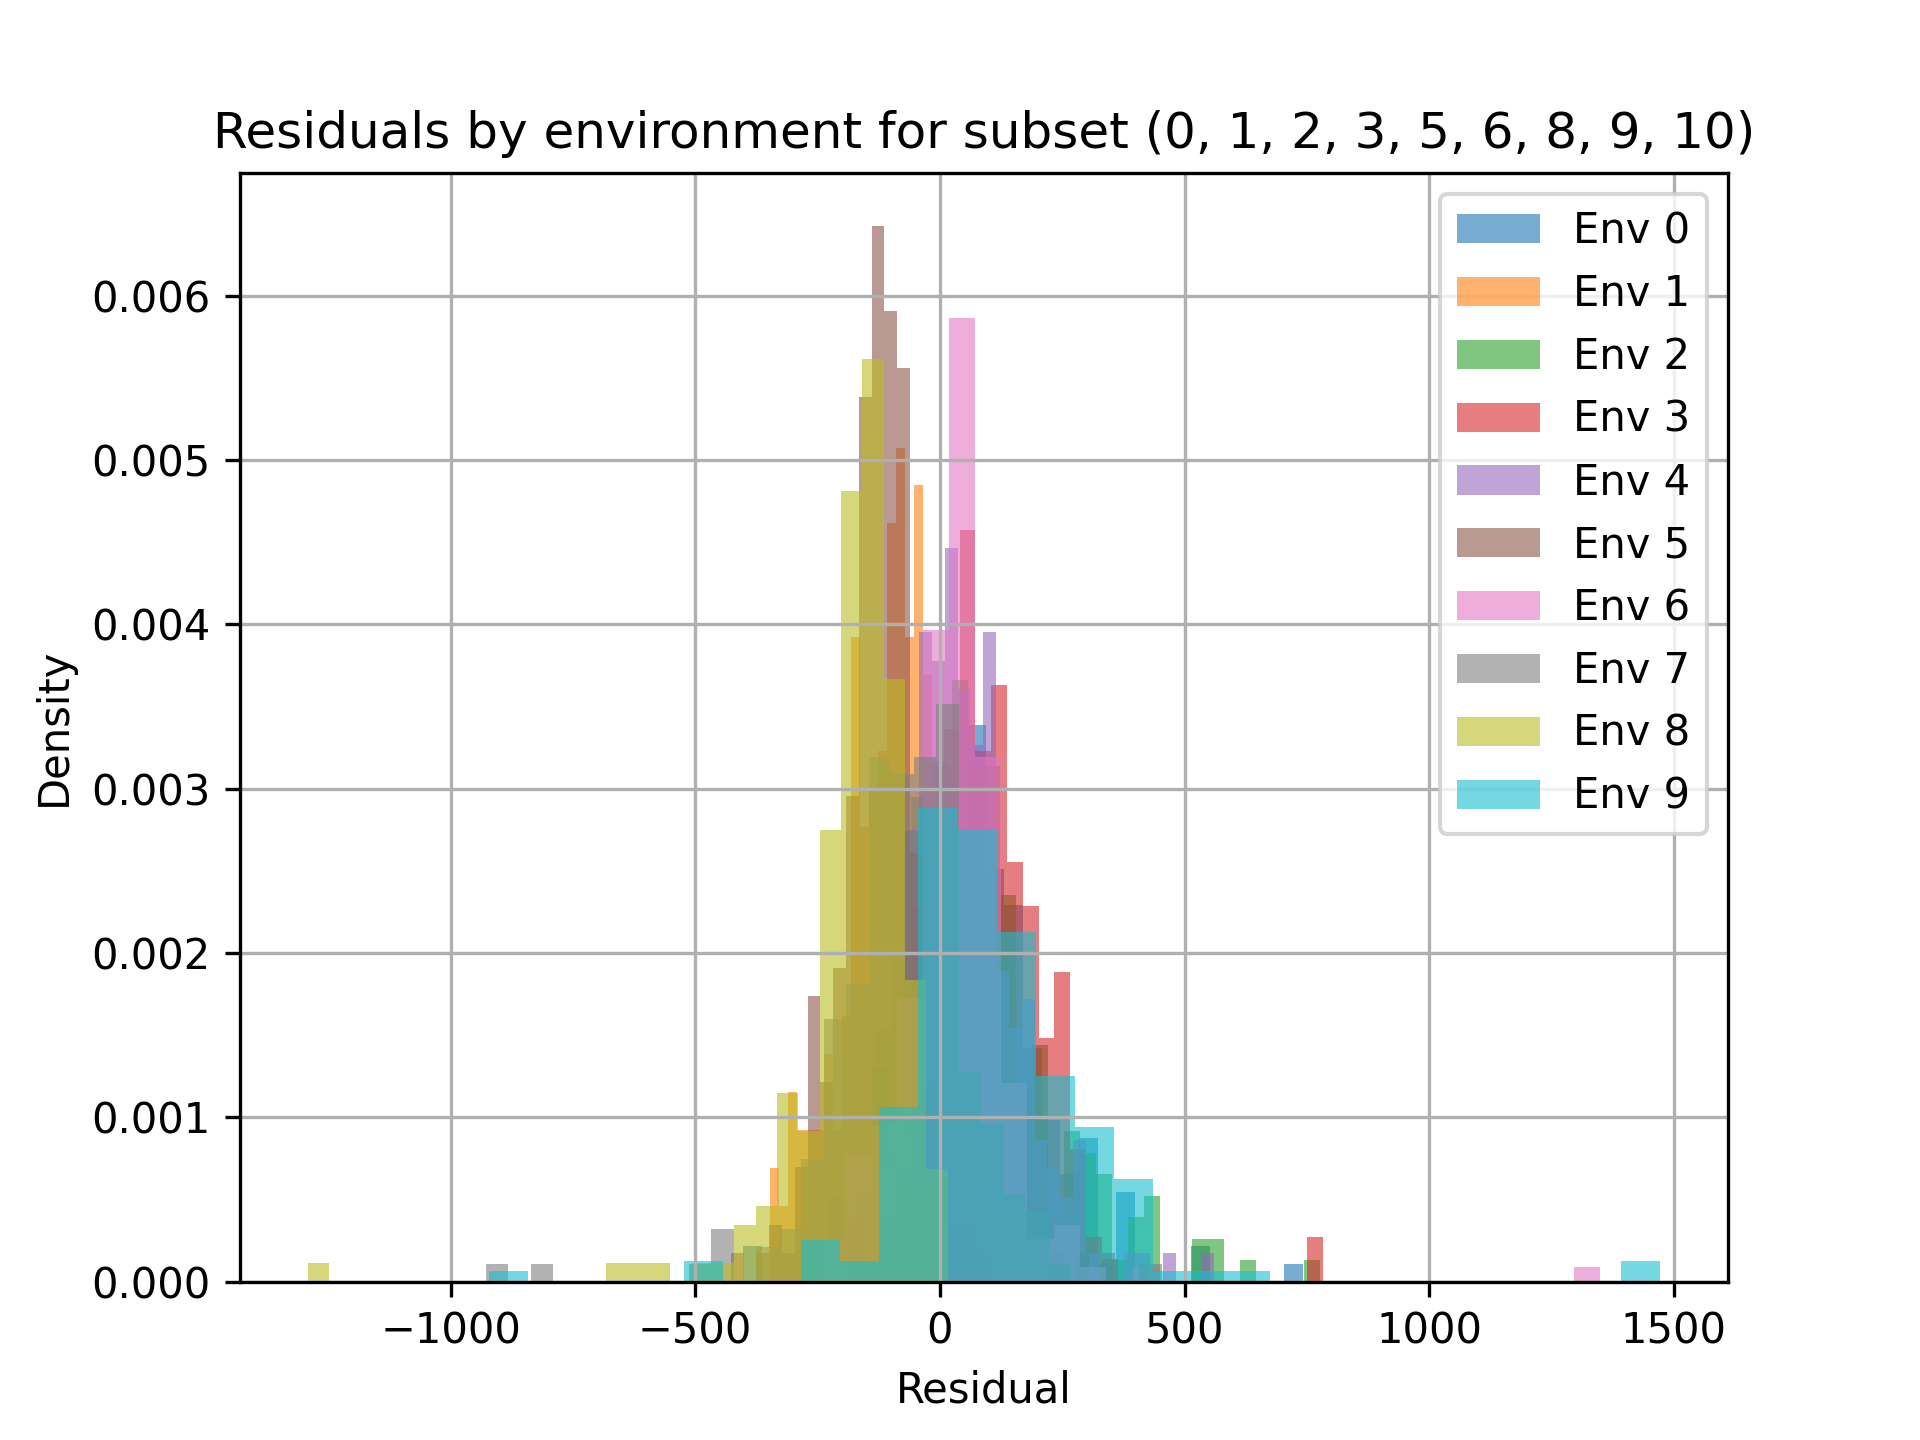 Residuals by environment for subset (0, 1, 2, 3, 5, 6, 8, 9, 10)
Env 0
Env 1
Env 2
Env 3
Env 4
Env 5
Env 6
Env 7
Env 8
Env 9
0.006
0.005
0.004
0.003
0.002
0.001
0.000
Density
−1000 −500 0 500 1000 1500
Residual